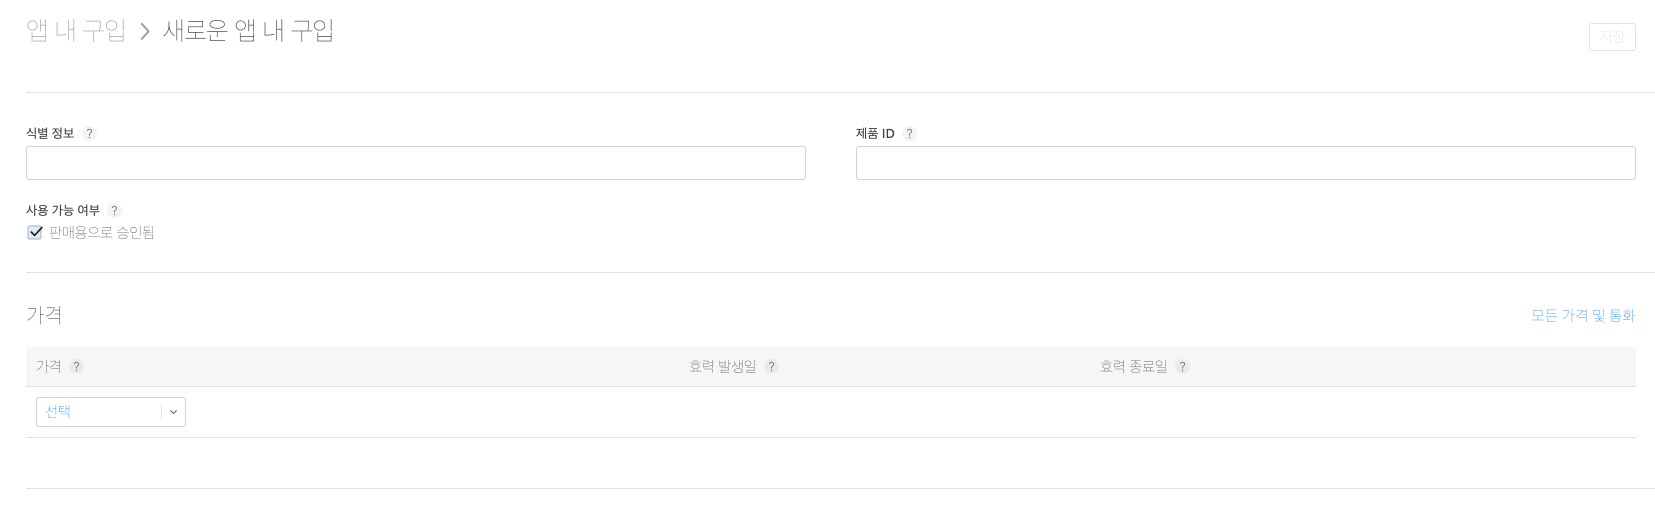 앱 내 구입 > 새로운 앱 내 구입
저장
식별 정보 ?
제품 ID ?
사용 가능 여부 ?
판매용으로 승인됨
가격
모든 가격 및 통화
가격 ? 효력 발생일 ? 효력 종료일 ?
선택